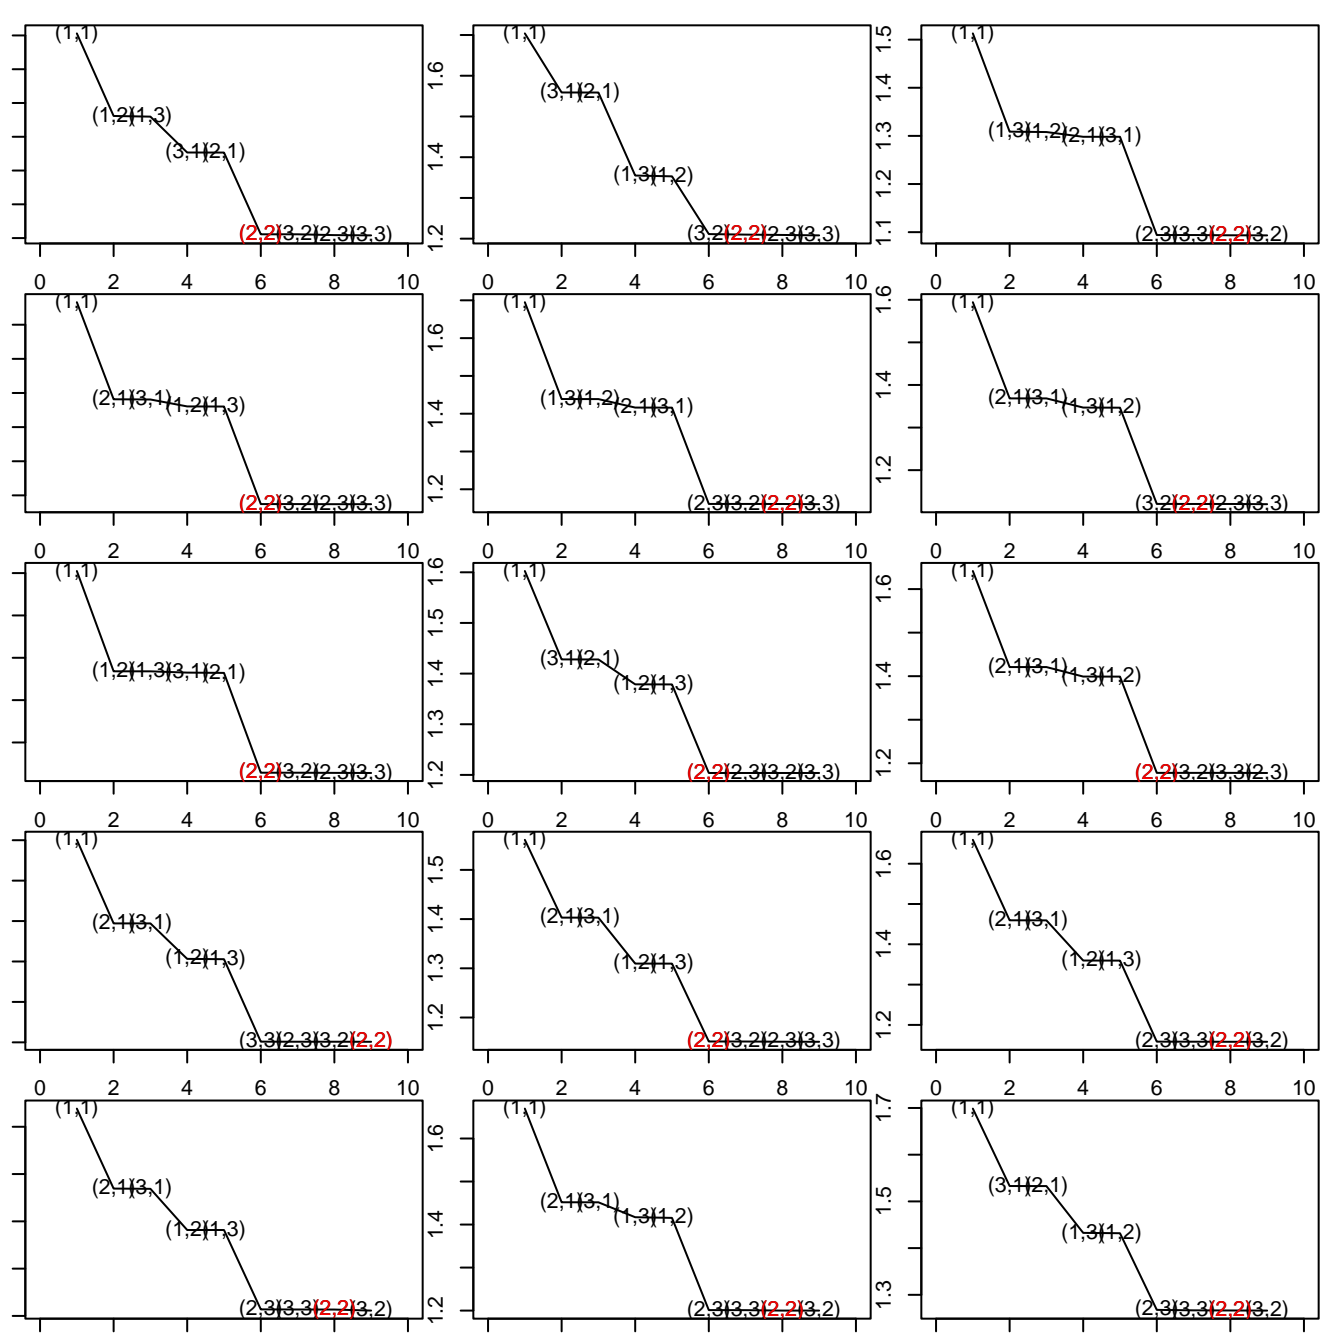 (1,1) (1,2) (1,3) (3,1) (2,1) (2,2) (3,2) (2,3) (3,3)
1.2 1.4 1.6
(1,1) (3,1) (2,1) (1,3) (1,2) (3,2) (2,2) (2,3) (3,3)
1.1 1.2 1.3 1.4 1.5
(1,1) (1,3) (1,2) (2,1) (3,1) (2,3) (3,3) (2,2) (3,2)
0 2 4 6 8 10
0 2 4 6 8 10
0 2 4 6 8 10
(1,1) (2,1) (3,1) (1,2) (1,3) (2,2) (3,2) (2,3) (3,3)
1.2 1.4 1.6
(1,1) (1,3) (1,2) (2,1) (3,1) (2,3) (3,2) (2,2) (3,3)
1.2 1.4 1.6
(1,1) (2,1) (3,1) (1,3) (1,2) (3,2) (2,2) (2,3) (3,3)
0 2 4 6 8 10
0 2 4 6 8 10
0 2 4 6 8 10
(1,1) (1,2) (1,3) (3,1) (2,1) (2,2) (3,2) (2,3) (3,3)
1.2 1.3 1.4 1.5 1.6
(1,1) (3,1) (2,1) (1,2) (1,3) (2,2) (2,3) (3,2) (3,3)
1.2 1.4 1.6
(1,1) (2,1) (3,1) (1,3) (1,2) (2,2) (3,2) (3,3) (2,3)
0 2 4 6 8 10
0 2 4 6 8 10
0 2 4 6 8 10
(1,1) (2,1) (3,1) (1,2) (1,3) (3,3) (2,3) (3,2) (2,2)
1.2 1.3 1.4 1.5
(1,1) (2,1) (3,1) (1,2) (1,3) (2,2) (3,2) (2,3) (3,3)
1.2 1.4 1.6
(1,1) (2,1) (3,1) (1,2) (1,3) (2,3) (3,3) (2,2) (3,2)
0 2 4 6 8 10
0 2 4 6 8 10
0 2 4 6 8 10
(1,1) (2,1) (3,1) (1,2) (1,3) (2,3) (3,3) (2,2) (3,2)
1.2 1.4 1.6
(1,1) (2,1) (3,1) (1,3) (1,2) (2,3) (3,3) (2,2) (3,2)
1.3 1.5 1.7
(1,1) (3,1) (2,1) (1,3) (1,2) (2,3) (3,3) (2,2) (3,2)